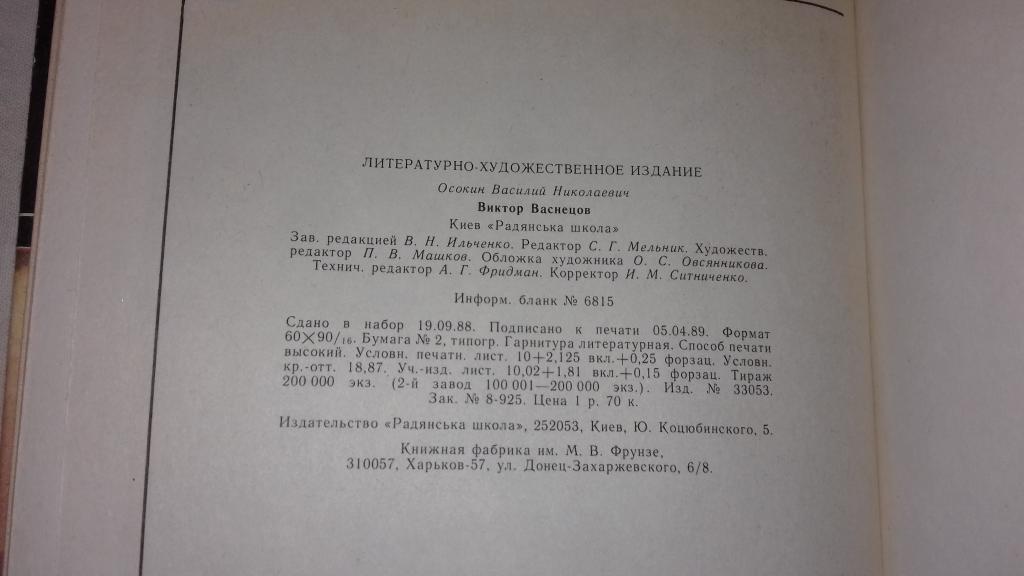 ЛИТЕРАТУРНО-ХУДОЖЕСТВЕННОЕ ИЗДАНИЕ
Осокин Василий Николаевич
Виктор Васнецов
Киев «Радянська школа»
Зав. редакцией В. Н. Ильченко. Редактор С. Г. Мельник. Художеств.
редактор П. В. Машков. Обложка художника О. С. Овсянникова.
Технич. редактор А. Г. Фридман. Корректор И. М. Ситниченко.
Информ. бланк № 6815
Сдано в набор 19.09.88. Подписано к печати 05.04.89. Формат
60×90/16. Бумага № 2, типогр. Гарнитура литературная. Способ печати
высокий. Условн. печатн. лист. 10+2,125 вкл.+0,25 форзац. Условн.
кр.-отт. 18,87. Уч.-изд. лист. 10,02+1,81 вкл.+0,15 форзац. Тираж
200 000 экз. (2-й завод 100 001—200 000 экз.). Изд. № 33053.
Зак. № 8-925. Цена 1 р. 70 к.
Издательство «Радянська школа», 252053, Киев, Ю. Коцюбинского, 5.
Книжная фабрика им. М. В. Фрунзе,
310057, Харьков-57, ул. Донец-Захаржевского, 6/8.